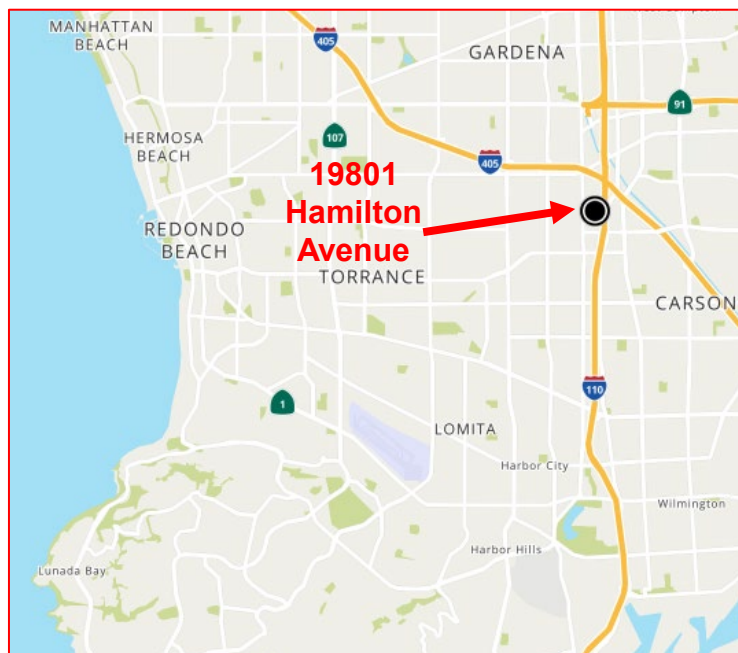 MANHATTAN
BEACH
405
GARDENA
91
107
HERMOSA
BEACH
405
19801
Hamilton
Avenue
REDONDO
BEACH
TORRANCE
CARSON
110
1
LOMITA
Harbor City
Wilmington
Harbor Hills
Lunada Bay